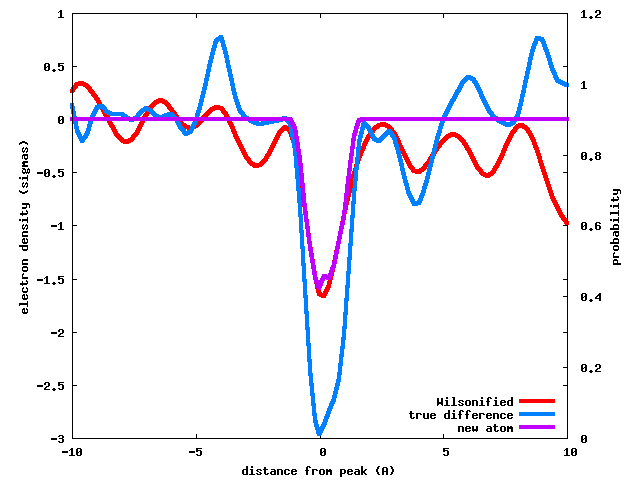 1
0.5
0
-0.5
-1
-1.5
-2
-2.5
-3
1.2
1
0.8
0.6
0.4
0.2
0
-10 -5 0 5 10
electron density (sigmas)
probability
distance from peak (A)
Wilsonified
true difference
new atom